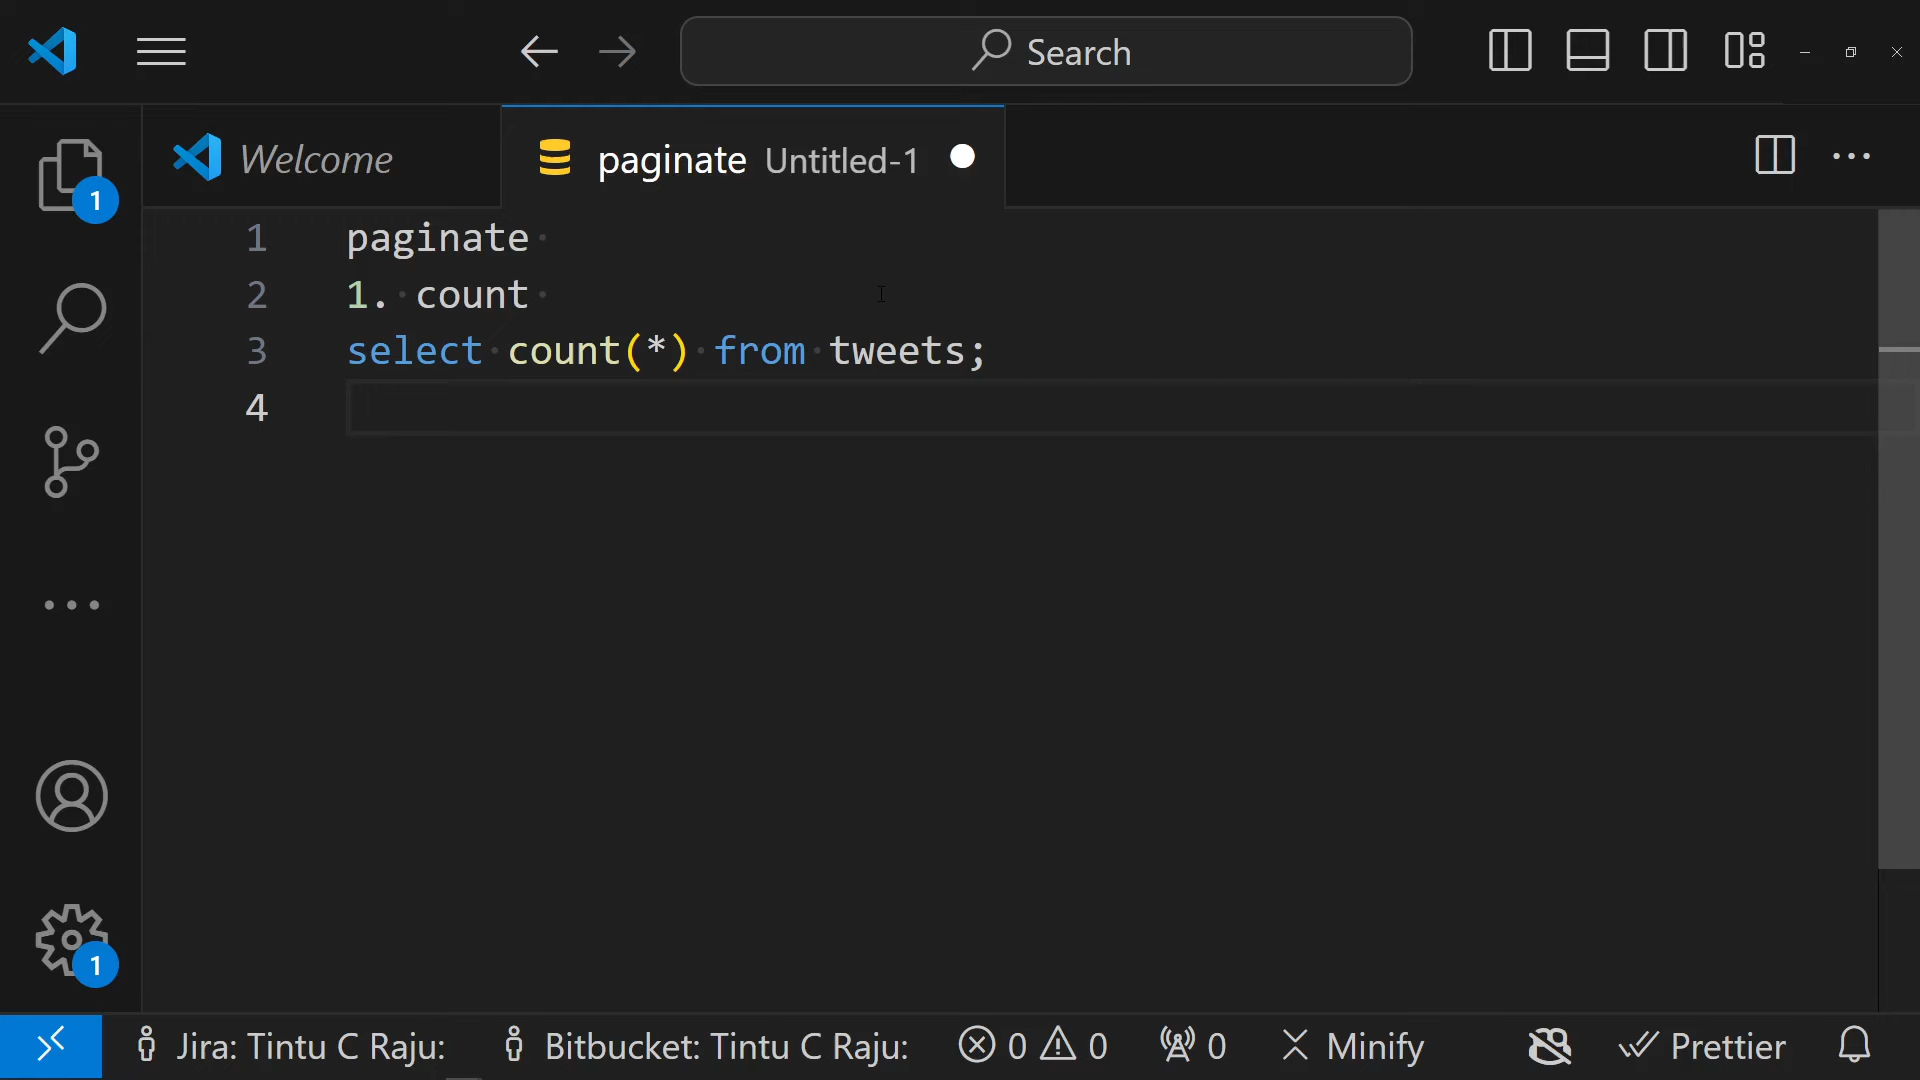 Search
Welcome
paginate Untitled-1
1
1 paginate
2 1. count
3 select count(*) from tweets;
4
1
Jira: Tintu C Raju: Bitbucket: Tintu C Raju: 0 0 0 Minify Prettier